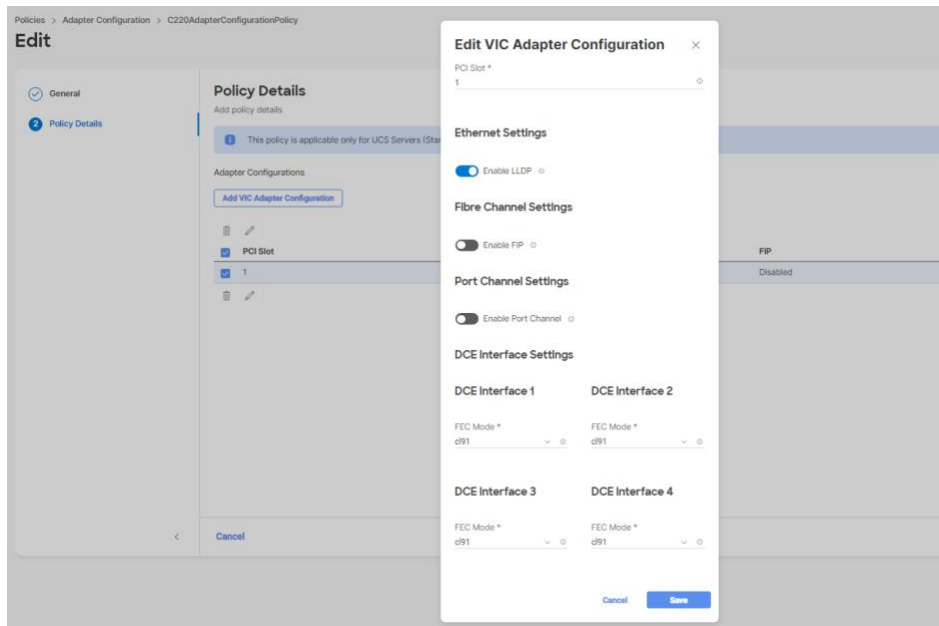 Policies > Adapter Configuration > C220AdapterConfigurationPolicy
Edit
General
2 Policy Details
Policy Details
Add policy details
This policy is applicable only for UCS Servers (Star
Adapter Configurations
Add VIC Adapter Configuration
PCI Slot
FIP
1
Disabled
Cancel
Edit VIC Adapter Configuration
PCI Slot *
1
Ethernet Settings
Enable LLDP
Fibre Channel Settings
Enable FIP
Port Channel Settings
Enable Port Channel
DCE Interface Settings
DCE Interface 1 DCE Interface 2
FEC Mode * FEC Mode *
cl91 cl91
DCE Interface 3 DCE Interface 4
FEC Mode * FEC Mode *
cl91 cl91
Cancel Save